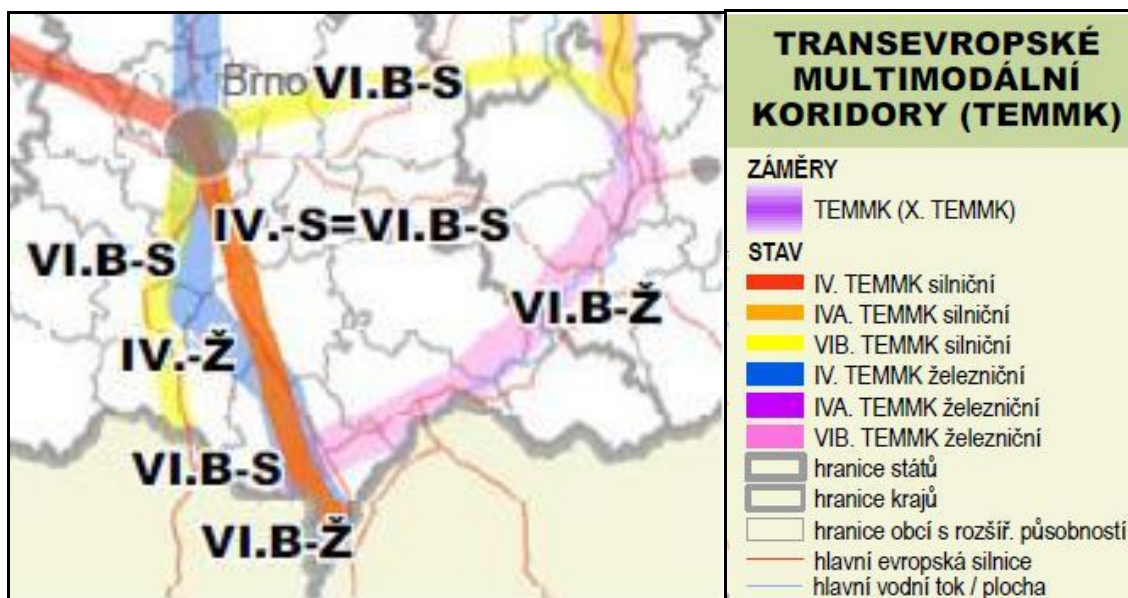 Brno VI.B-S
IV.-S=VI.B-S
VI.B-S
VI.B-Ž
IV.-Ž
VI.B-S
VI.B-Ž
TRANSEVROPSKÉ
MULTIMODÁLNÍ
KORIDORY (TEMMK)
ZÁMĚRY
TEMMK (X. TEMMK)
STAV
IV. TEMMK silniční
IVA. TEMMK silniční
VIB. TEMMK silniční
IV. TEMMK železniční
IVA. TEMMK železniční
VIB. TEMMK železniční
hranice států
hranice krajů
hranice obcí s rozšíř. působností
hlavní evropská silnice
hlavní vodní tok / plocha